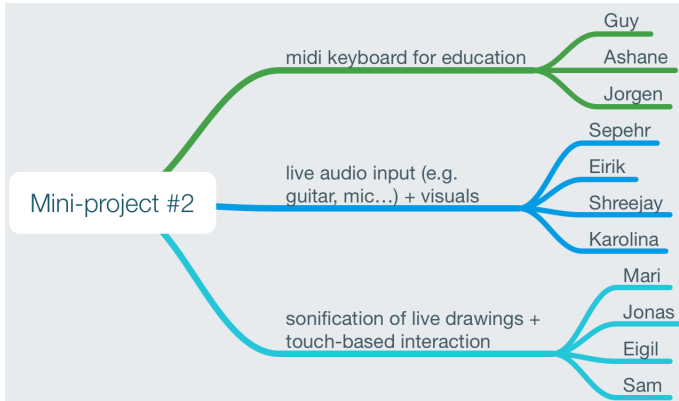 Mini-project #2
midi keyboard for education
Guy
Ashane
Jorgen
live audio input (e.g.
guitar, mic...) + visuals
Sepehr
Eirik
Shreejay
Karolina
sonification of live drawings +
touch-based interaction
Mari
Jonas
Eigil
Sam